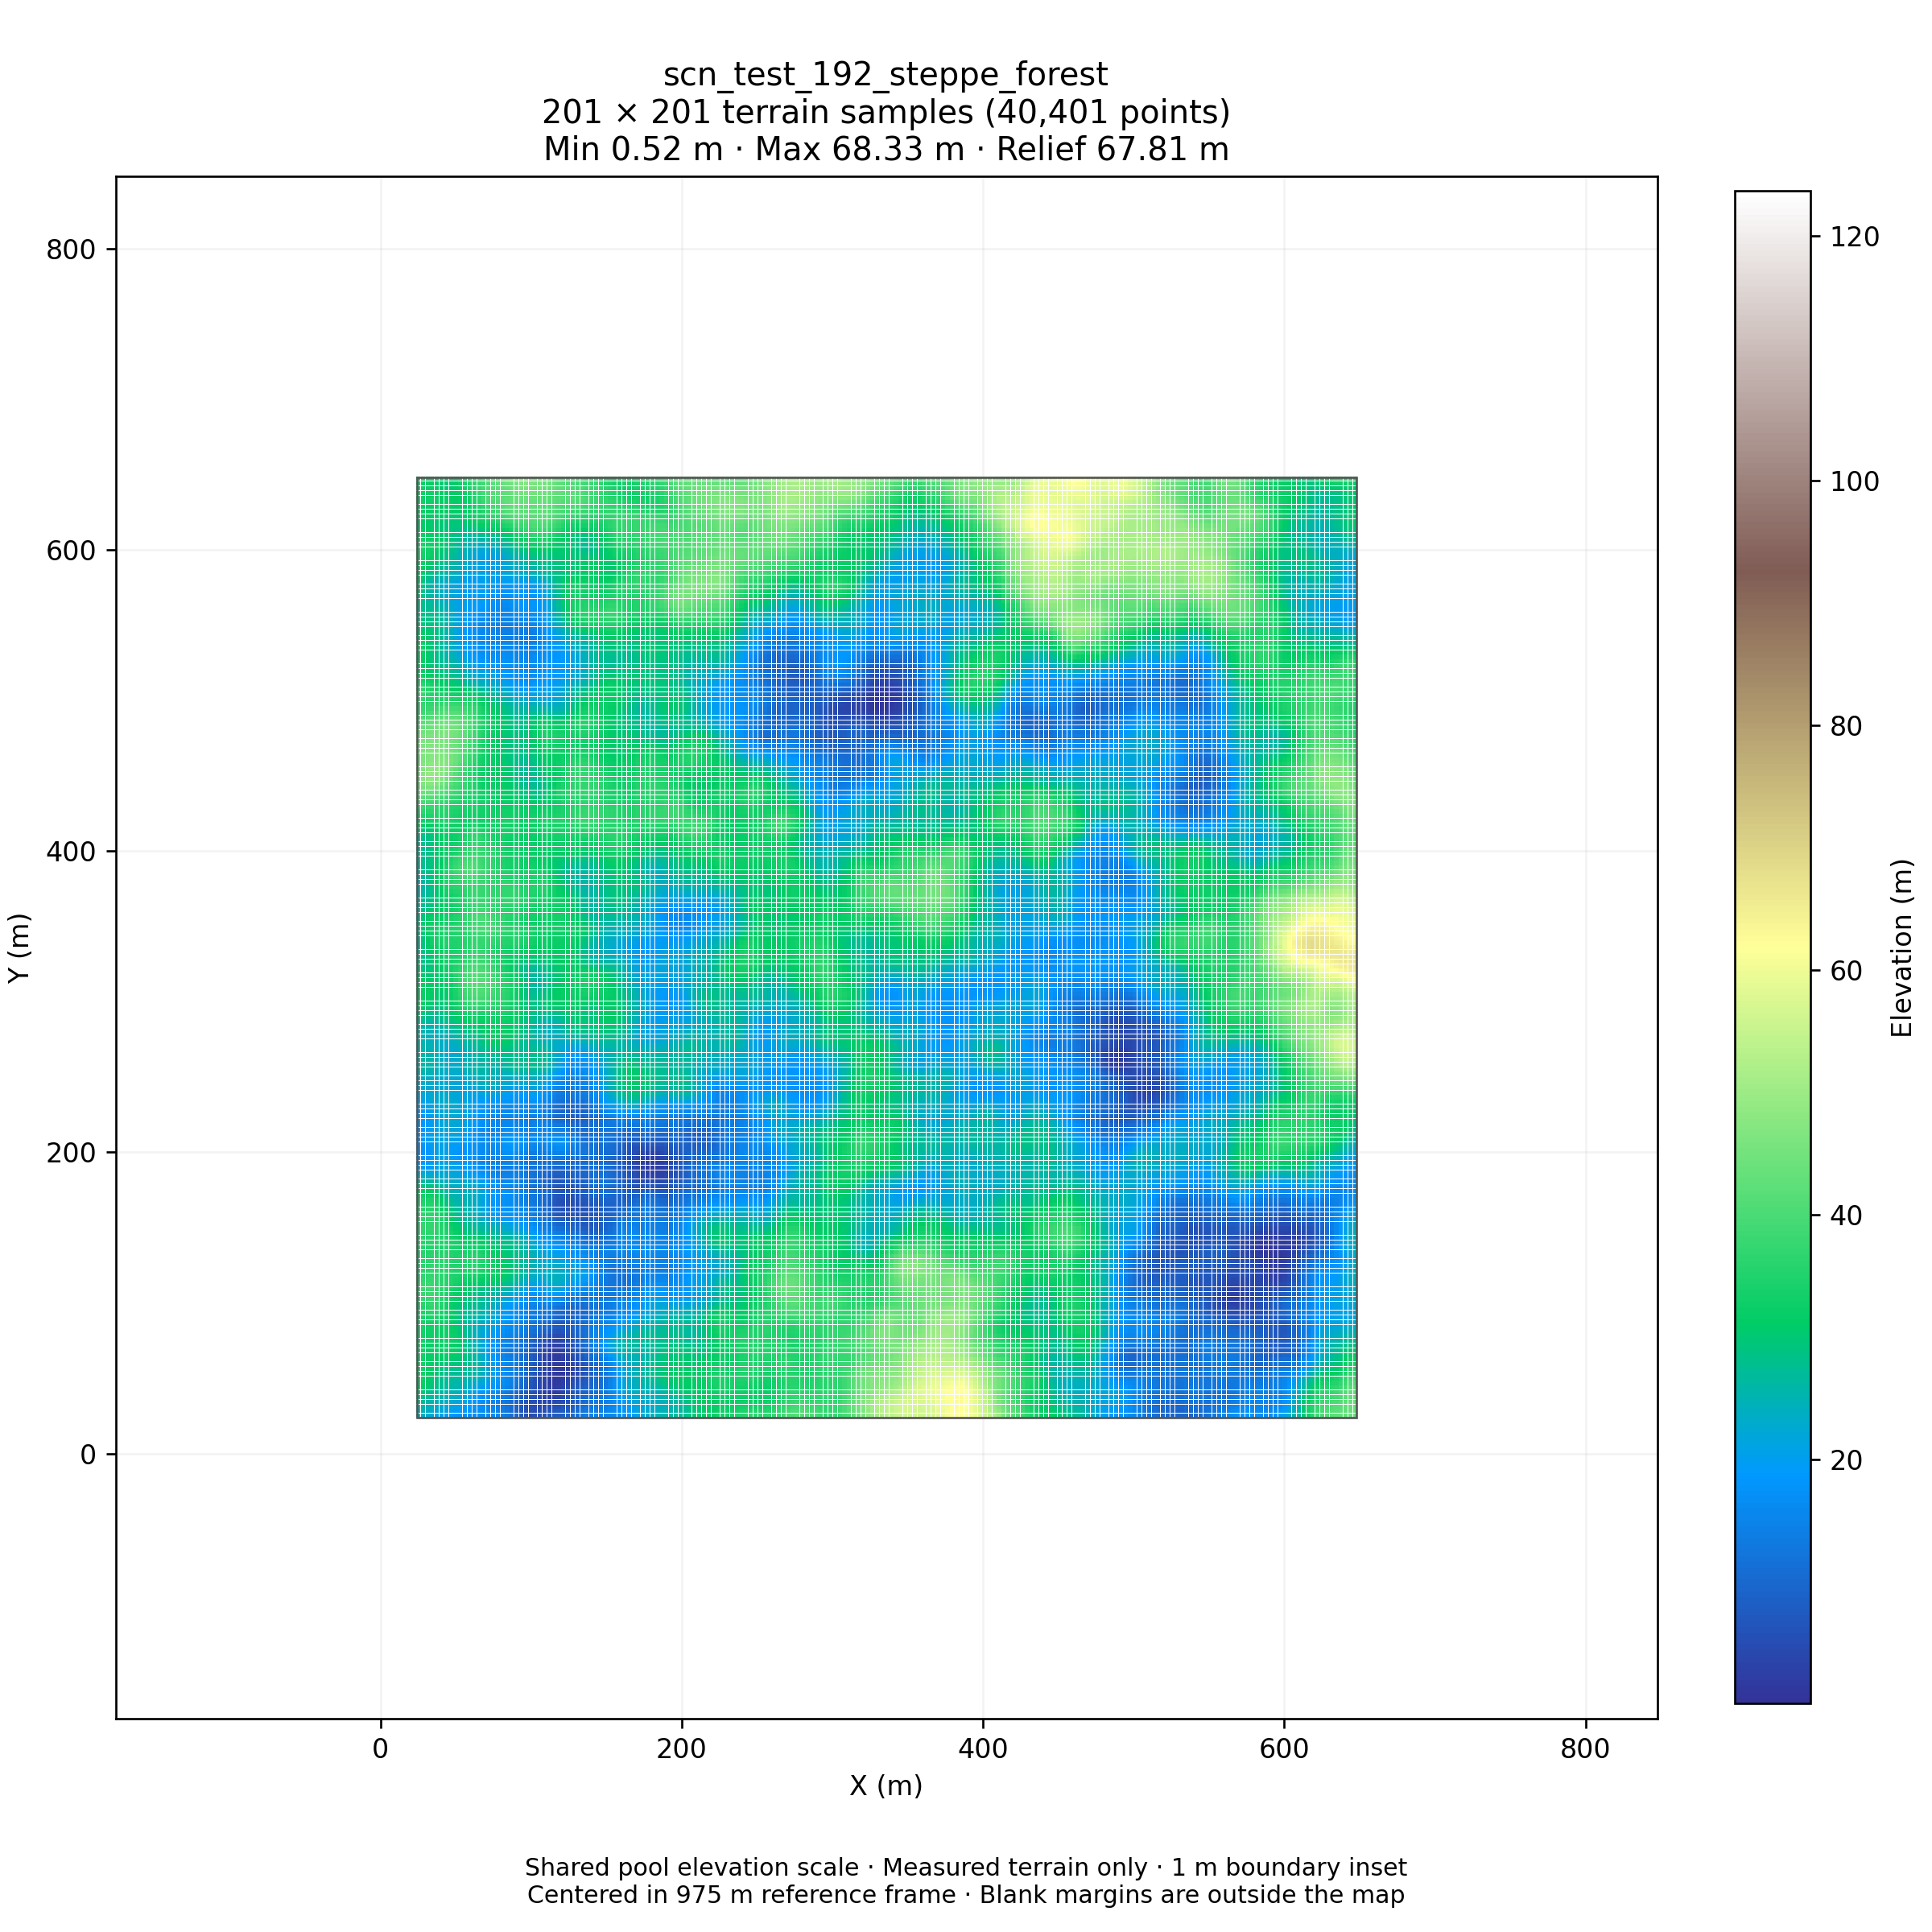 scn_test_192_steppe_forest
201 × 201 terrain samples (40,401 points)
Min 0.52 m · Max 68.33 m · Relief 67.81 m
800
600
400
200
0
Y (m)
0
200
400
600
800
X (m)
120
100
80
60
40
20
Elevation (m)
Shared pool elevation scale · Measured terrain only · 1 m boundary inset
Centered in 975 m reference frame · Blank margins are outside the map